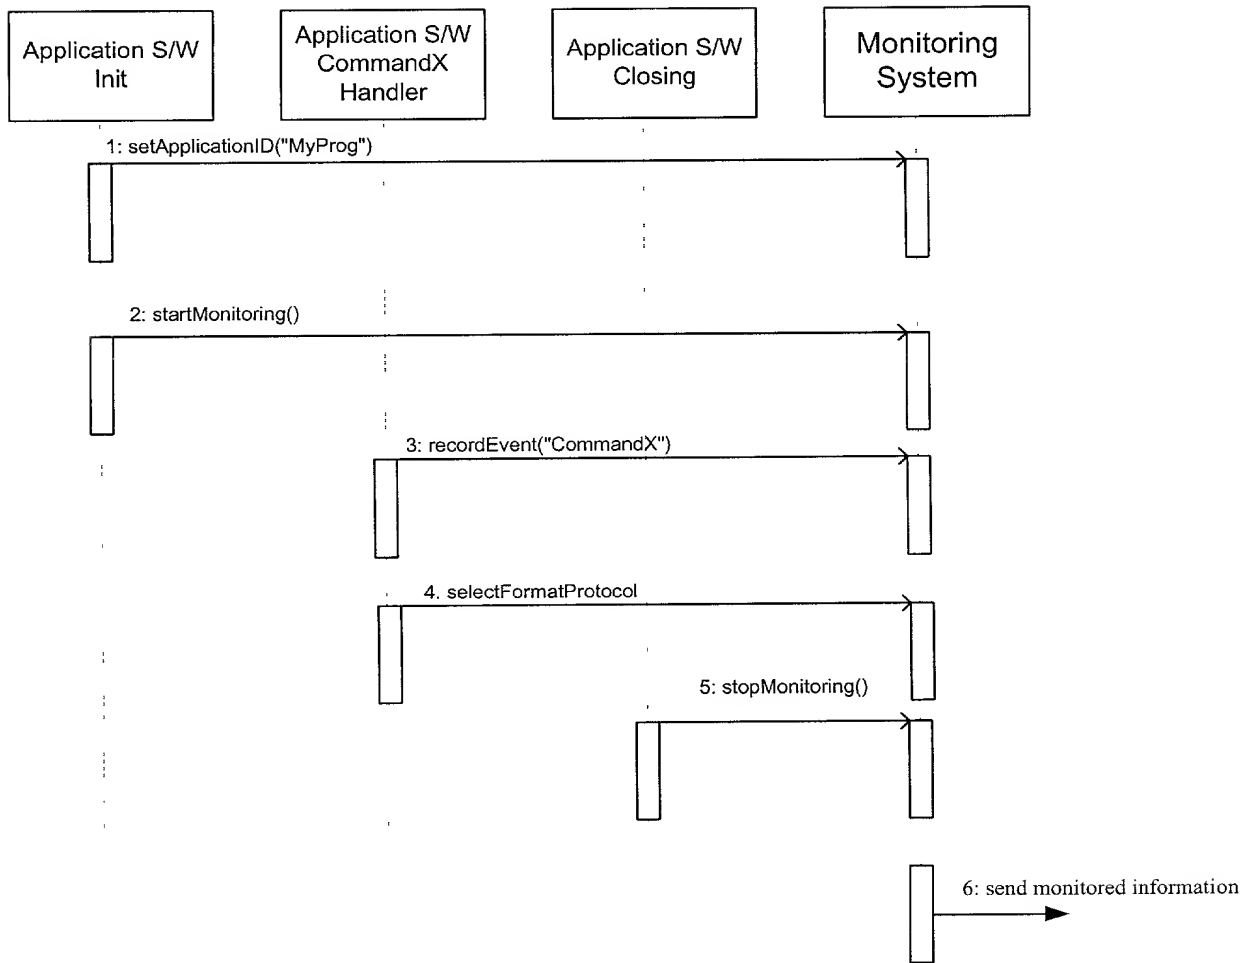 Application S/W
Init
Application S/W
CommandX
Handler
Application S/W
Closing
Monitoring
System
1: setApplicationID("MyProg")
2: startMonitoring()
3: recordEvent("CommandX")
4. selectFormatProtocol
5: stopMonitoring()
6: send monitored information